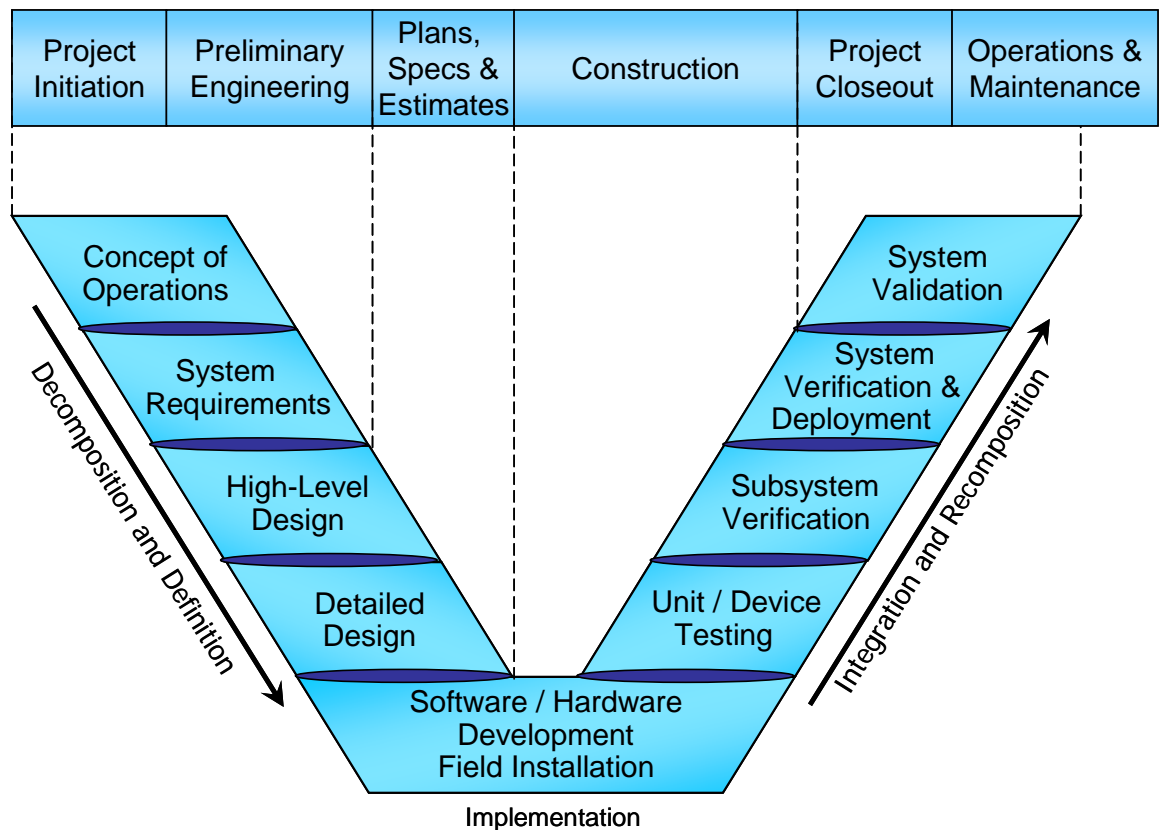 Project
Initiation
Preliminary
Engineering
Plans,
Specs &
Estimates
Construction
Project
Closeout
Operations &
Maintenance
Concept of
Operations
System
Requirements
High-Level
Design
Detailed
Design
Software / Hardware
Development
Field Installation
Unit / Device
Testing
Subsystem
Verification
System
Verification &
Deployment
System
Validation
Decomposition and Definition
Integration and Recomposition
Implementation